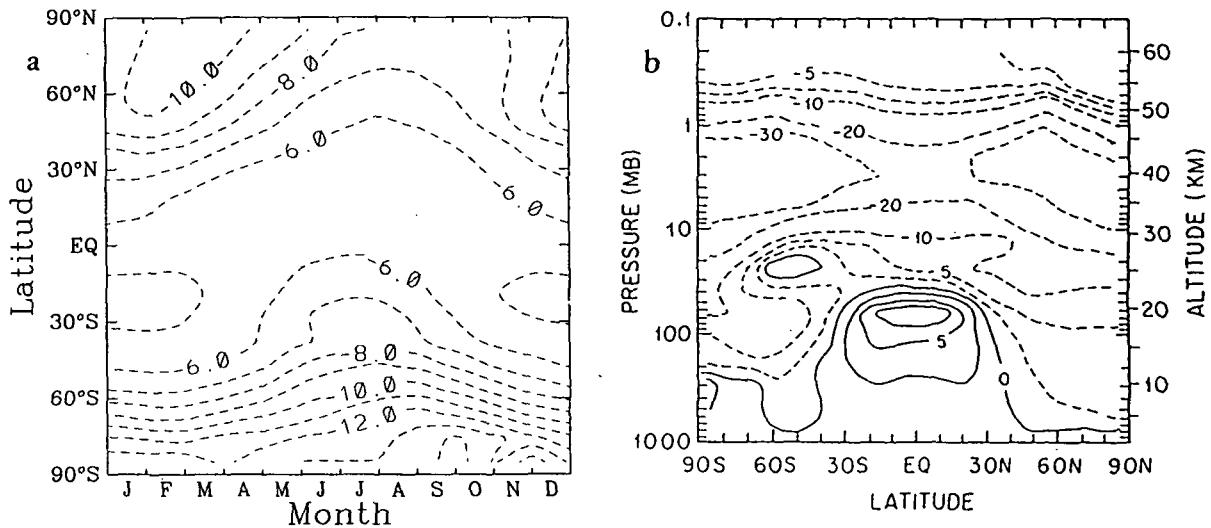 a
90°N
60°N
30°N
EQ
30°S
60°S
90°S
Latitude
10.0
8.0
6.0
6.0
6.0
6.0
8.0
10.0
12.0
J F M A M J J A S O N D
Month
b
0.1
1
10
100
1000
PRESSURE (MB)
-5
-10
-30
-20
-20
-10
5
5
0
60
50
40
30
20
10
ALTITUDE (KM)
90S 60S 30S EQ 30N 60N 90N
LATITUDE